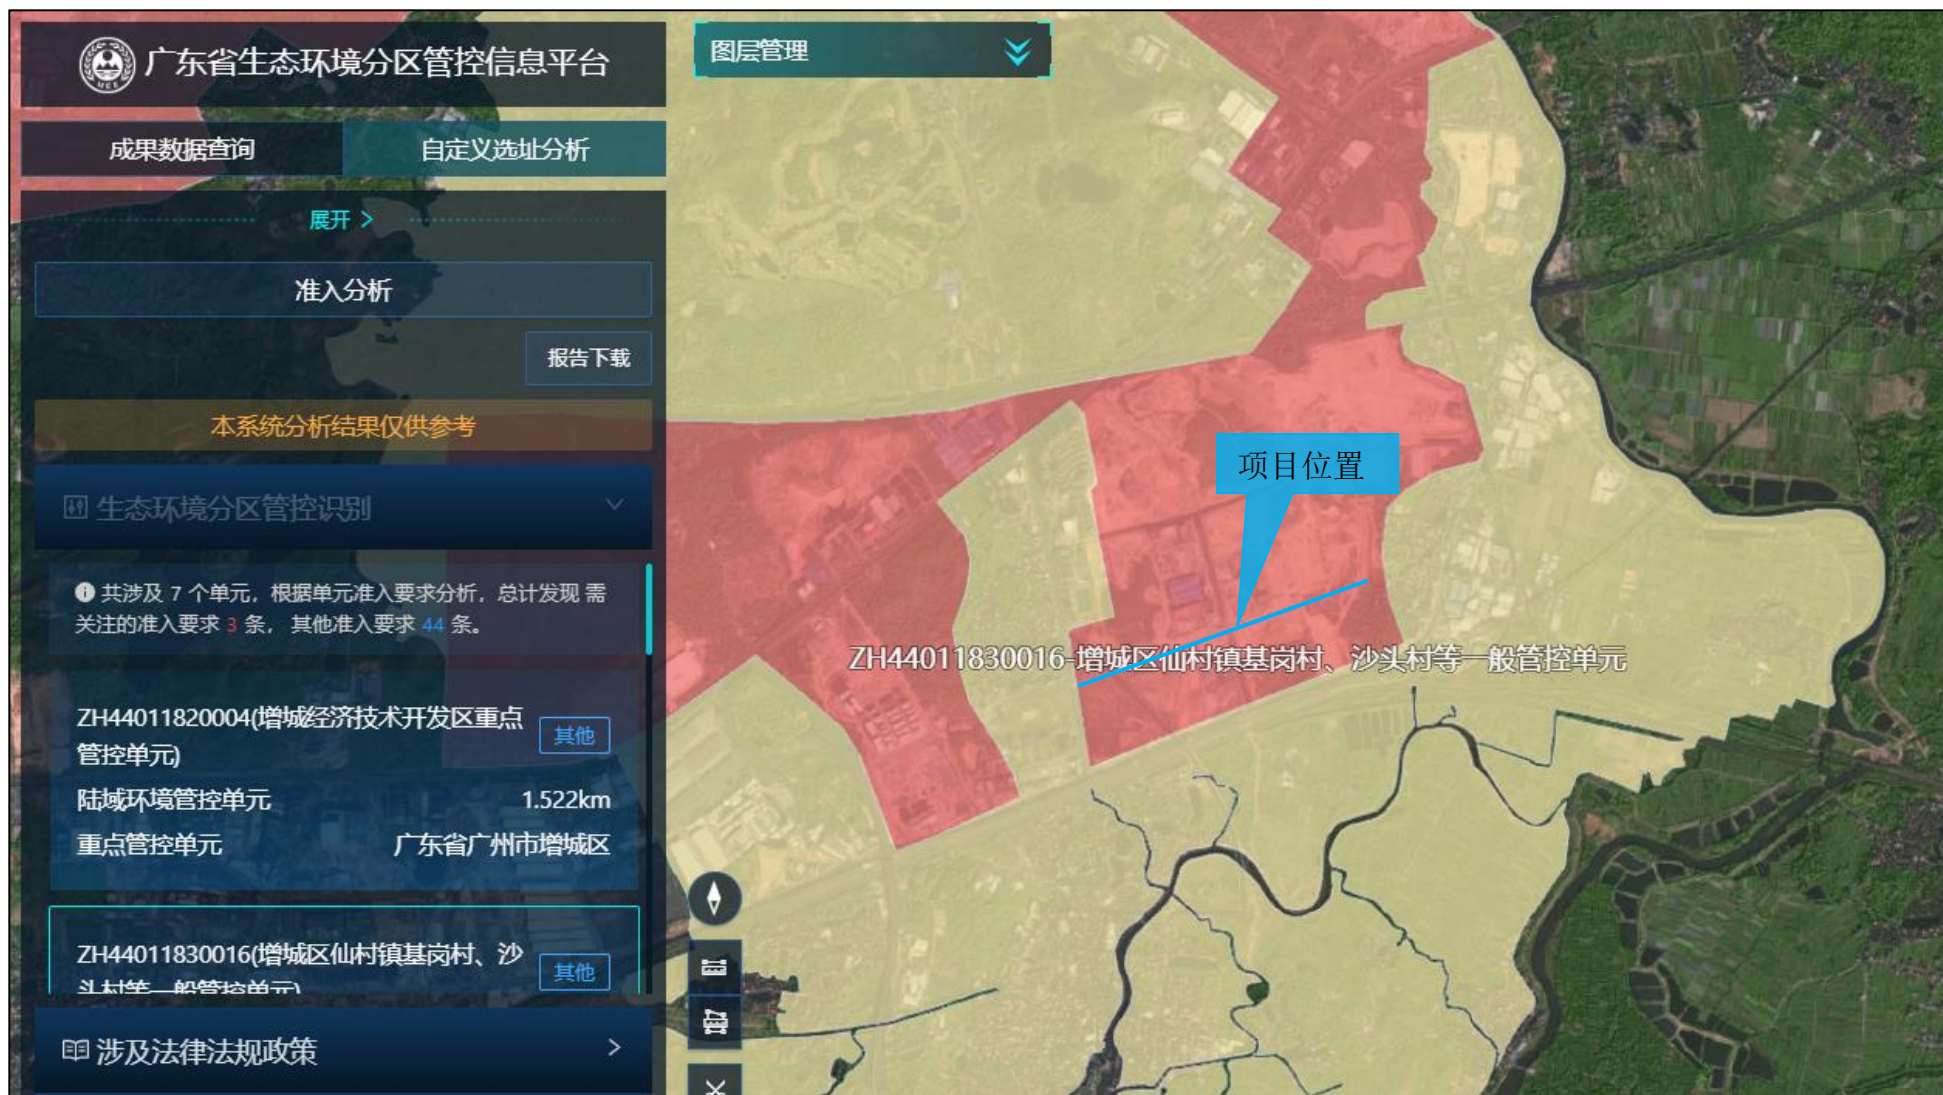 广东省生态环境分区管控信息平台
MEE
图层管理
成果数据查询
自定义选址分析
展开 >
准入分析
报告下载
本系统分析结果仅供参考
生态环境分区管控识别
共涉及 7 个单元，根据单元准入要求分析，总计发现 需
关注的准入要求 3 条， 其他准入要求 44 条。
ZH44011820004(增城经济技术开发区重点
管控单元)
其他
陆域环境管控单元
1.522km
重点管控单元
广东省广州市增城区
ZH44011830016(增城区仙村镇基岗村、沙
头村等一般管控单元)
其他
涉及法律法规政策
项目位置
ZH44011830016-增城区仙村镇基岗村、沙头村等一般管控单元